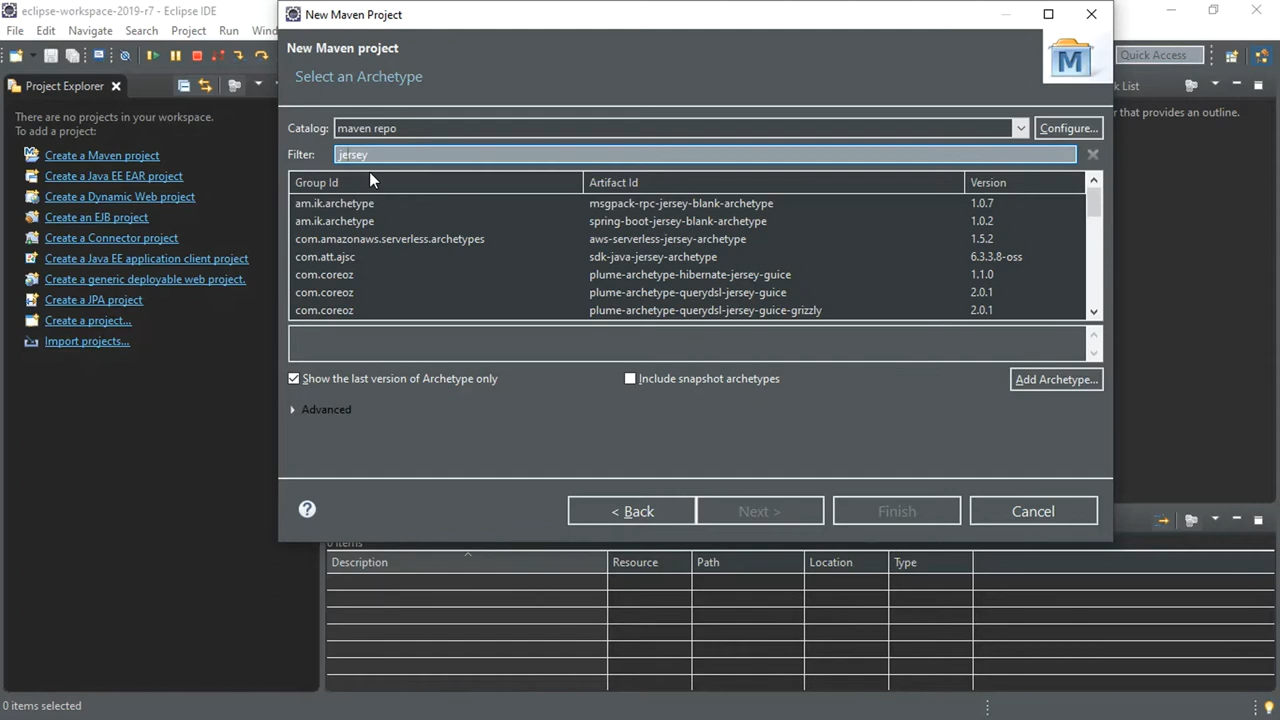 eclipse-workspace-2019-r7 - Eclipse IDE
File Edit Navigate Search Project Run Wind
Quick Access
Project Explorer
k List
There are no projects in your workspace.
To add a project:
Create a Maven project
Create a Java EE EAR project
Create a Dynamic Web project
Create an EJB project
Create a Connector project
Create a Java EE application client project
Create a generic deployable web project.
Create a JPA project
Create a project...
Import projects...
r that provides an outline.
New Maven Project
New Maven project
Select an Archetype
M
Catalog: maven repo Configure...
Filter: jersey
Group Id Artifact Id Version
am.ik.archetype msgpack-rpc-jersey-blank-archetype 1.0.7
am.ik.archetype spring-boot-jersey-blank-archetype 1.0.2
com.amazonaws.serverless.archetypes aws-serverless-jersey-archetype 1.5.2
com.att.ajsc sdk-java-jersey-archetype 6.3.3.8-oss
com.coreoz plume-archetype-hibernate-jersey-guice 1.1.0
com.coreoz plume-archetype-querydsl-jersey-guice 2.0.1
com.coreoz plume-archetype-querydsl-jersey-guice-grizzly 2.0.1
Show the last version of Archetype only Include snapshot archetypes Add Archetype...
Advanced
? < Back Next > Finish Cancel
0 items
Description Resource Path Location Type
0 items selected